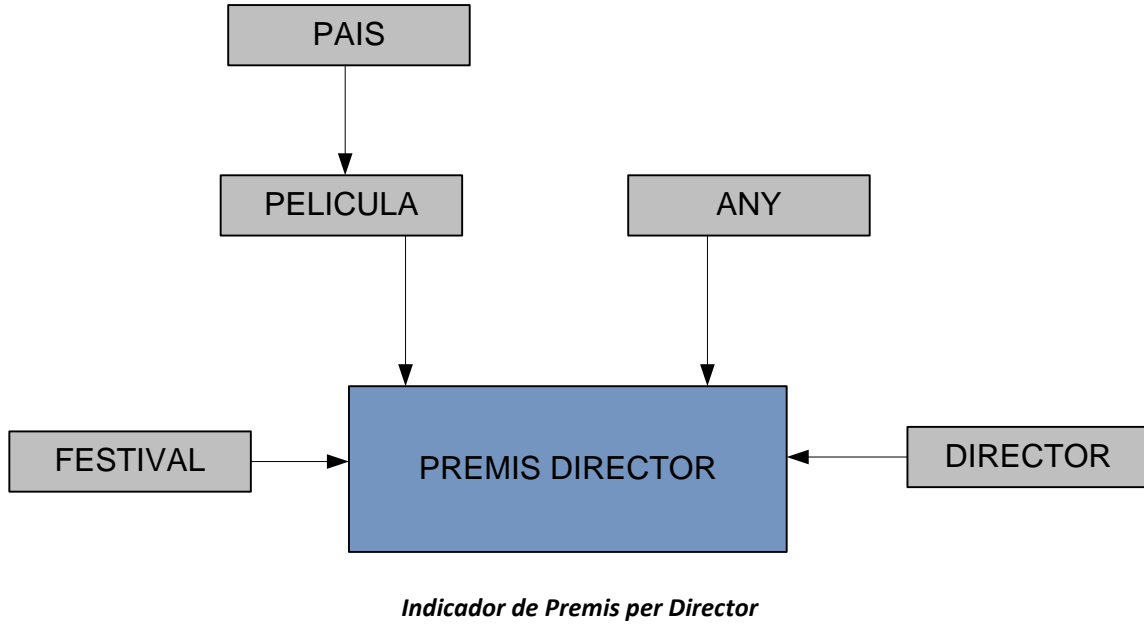 PAIS
PELICULA
ANY
FESTIVAL
PREMIS DIRECTOR
DIRECTOR
Indicador de Premis per Director